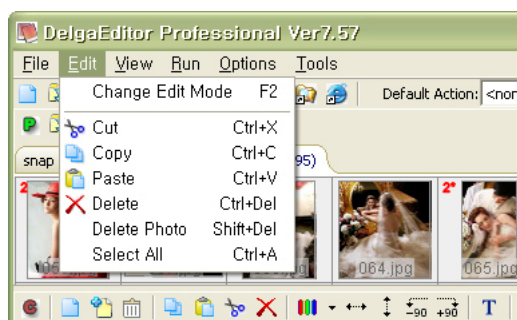 DelgaEditor Professional Ver7.57
File Edit View Run Options Tools
Change Edit Mode F2
Default Action: <non
Cut Ctrl+X
Copy Ctrl+C
snap
95)
Paste Ctrl+V
Delete Ctrl+Del
Delete Photo Shift+Del
Select All Ctrl+A
2*
064.jpg
065.jpg
-90 +90 T